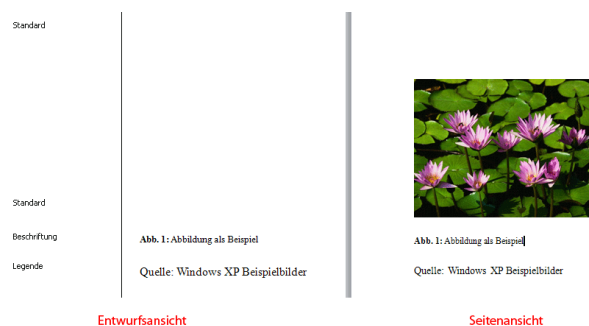 Standard
Standard
Beschriftung
Abb. 1: Abbildung als Beispiel
Abb. 1: Abbildung als Beispiel
Legende
Quelle: Windows XP Beispielbilder
Quelle: Windows XP Beispielbilder
Entwurfsansicht
Seitenansicht